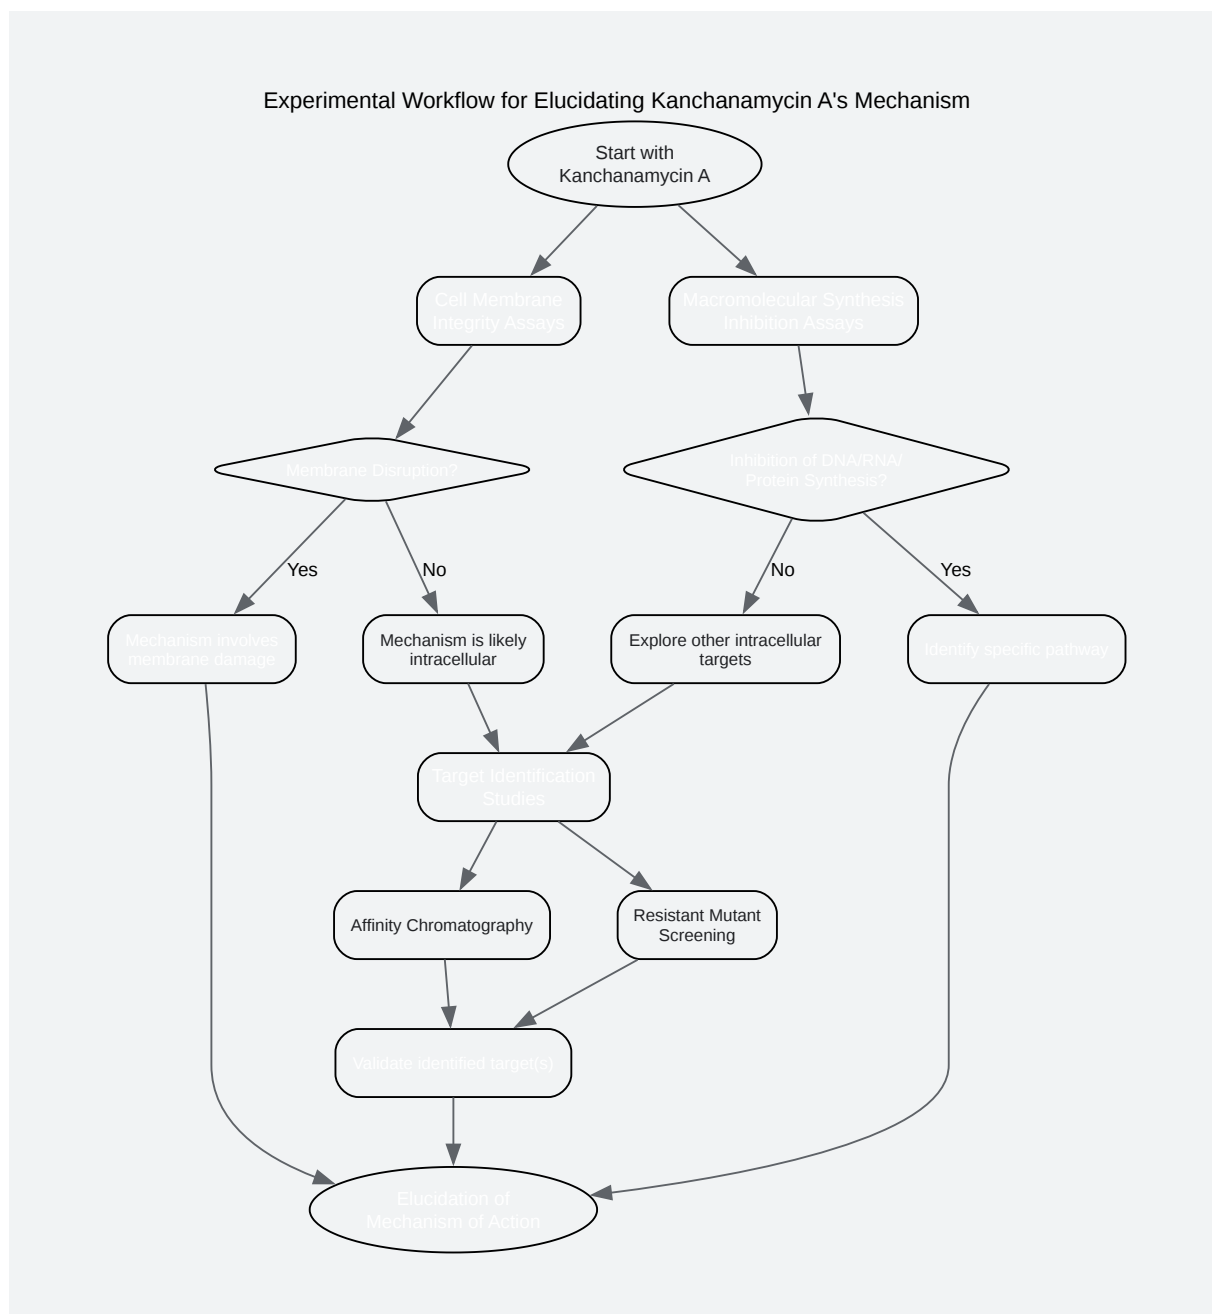 Experimental Workflow for Elucidating Kanchanamycin A's Mechanism
Start with
Kanchanamycin A
Cell Membrane
Integrity Assays
Macromolecular Synthesis
Inhibition Assays
Membrane Disruption?
Inhibition of DNA/RNA/
Protein Synthesis?
Yes
No
No
Yes
Mechanism involves
membrane damage
Mechanism is likely
intracellular
Explore other intracellular
targets
Identify specific pathway
Target Identification
Studies
Affinity Chromatography
Resistant Mutant
Screening
Validate identified target(s)
Elucidation of
Mechanism of Action